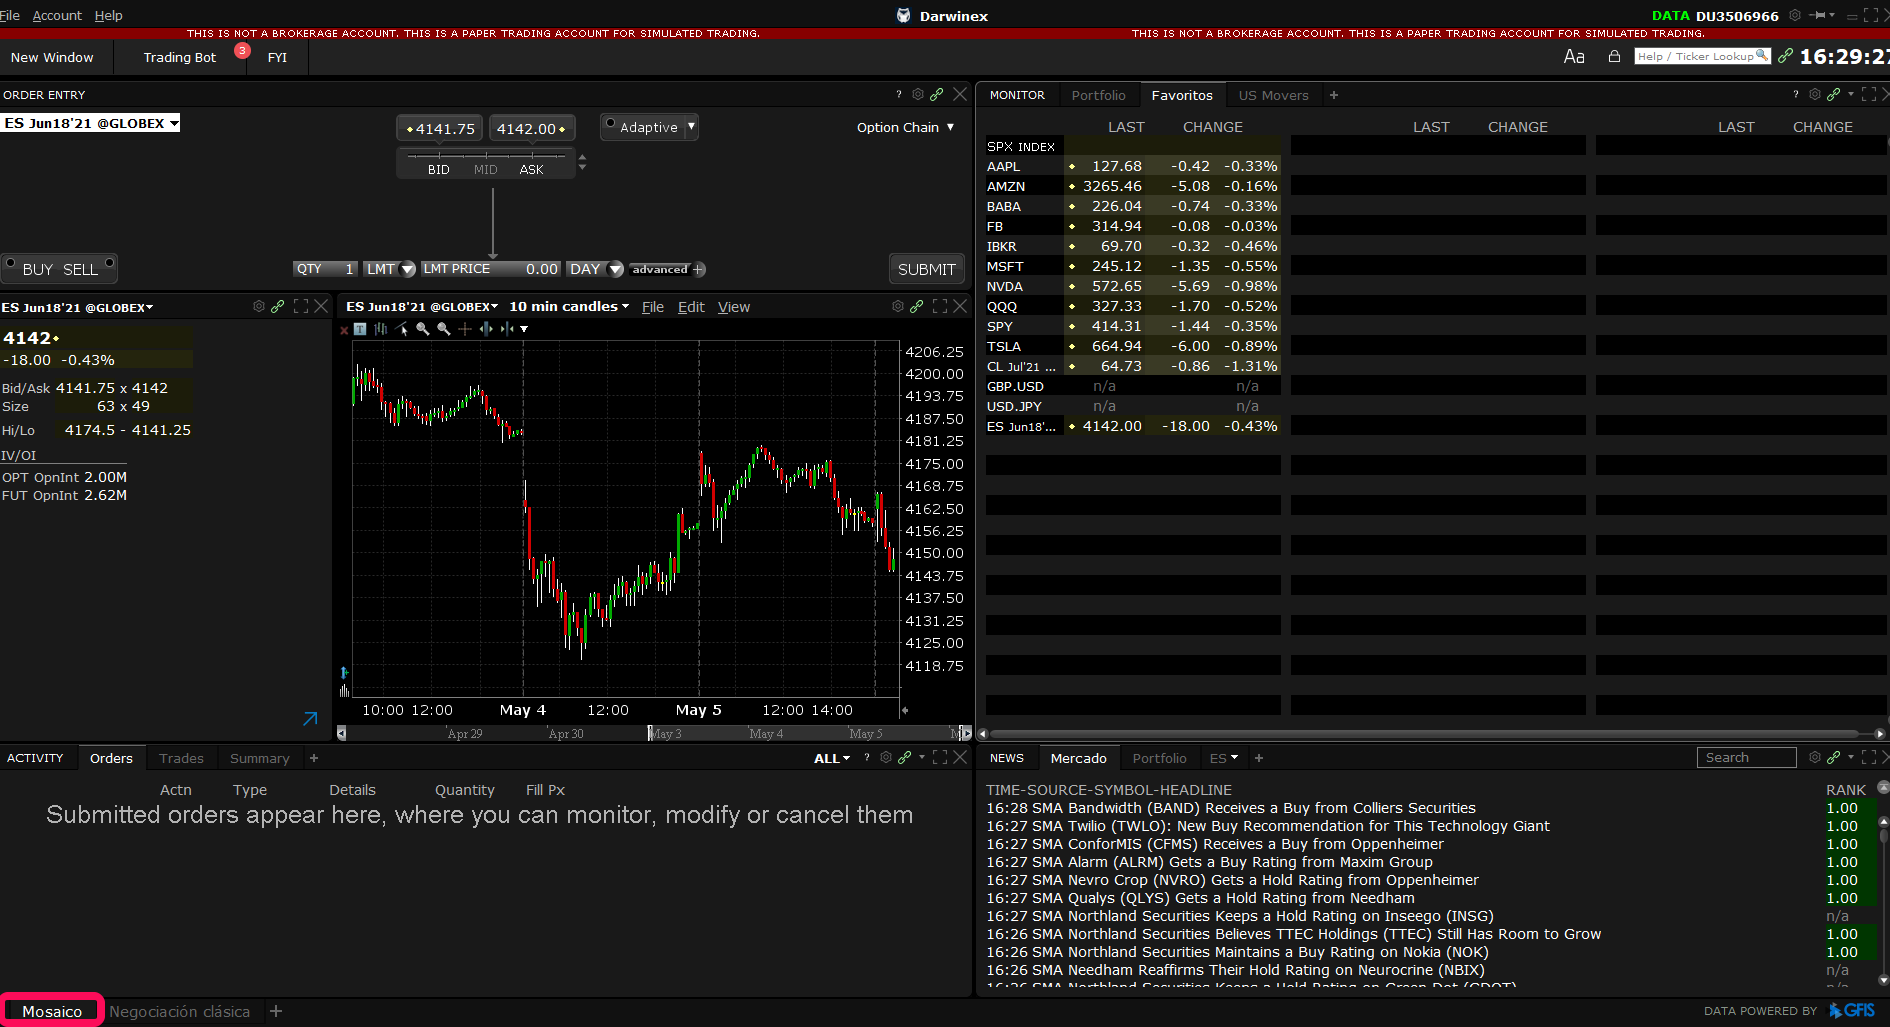 File Account Help
Darwinex
DATA DU3506966
THIS IS NOT A BROKERAGE ACCOUNT. THIS IS A PAPER TRADING ACCOUNT FOR SIMULATED TRADING.
THIS IS NOT A BROKERAGE ACCOUNT. THIS IS A PAPER TRADING ACCOUNT FOR SIMULATED TRADING.
New Window Trading Bot 3 FYI
Aa Help / Ticker Lookup 16:29:27
ORDER ENTRY ?
ES Jun18'21 @GLOBEX
4141.75 4142.00 Adaptive Option Chain
BID MID ASK
BUY SELL QTY 1 LMT LMT PRICE 0.00 DAY advanced + SUBMIT
ES Jun18'21 @GLOBEX
4142
-18.00 -0.43%
Bid/Ask 4141.75 x 4142
Size 63 x 49
Hi/Lo 4174.5 - 4141.25
IV/OI
OPT OpnInt 2.00M
FUT OpnInt 2.62M
ES Jun18'21 @GLOBEX 10 min candles File Edit View
T
4206.25
4200.00
4193.75
4187.50
4181.25
4175.00
4168.75
4162.50
4156.25
4150.00
4143.75
4137.50
4131.25
4125.00
4118.75
10:00 12:00 May 4 12:00 May 5 12:00 14:00
Apr 29 Apr 30 May 3 May 4 May 5
MONITOR Portfolio Favoritos US Movers + ?
LAST CHANGE LAST CHANGE LAST CHANGE
SPX INDEX
AAPL 127.68 -0.42 -0.33%
AMZN 3265.46 -5.08 -0.16%
BABA 226.04 -0.74 -0.33%
FB 314.94 -0.08 -0.03%
IBKR 69.70 -0.32 -0.46%
MSFT 245.12 -1.35 -0.55%
NVDA 572.65 -5.69 -0.98%
QQQ 327.33 -1.70 -0.52%
SPY 414.31 -1.44 -0.35%
TSLA 664.94 -6.00 -0.89%
CL Jul'21 ... 64.73 -0.86 -1.31%
GBP.USD n/a n/a
USD.JPY n/a n/a
ES Jun18'... 4142.00 -18.00 -0.43%
ACTIVITY Orders Trades Summary + ALL ?
Actn Type Details Quantity Fill Px
Submitted orders appear here, where you can monitor, modify or cancel them
NEWS Mercado Portfolio ES + Search
TIME-SOURCE-SYMBOL-HEADLINE RANK
16:28 SMA Bandwidth (BAND) Receives a Buy from Colliers Securities 1.00
16:27 SMA Twilio (TWLO): New Buy Recommendation for This Technology Giant 1.00
16:27 SMA ConforMIS (CFMS) Receives a Buy from Oppenheimer 1.00
16:27 SMA Alarm (ALRM) Gets a Buy Rating from Maxim Group 1.00
16:27 SMA Nevro Crop (NVRO) Gets a Hold Rating from Oppenheimer 1.00
16:27 SMA Qualys (QLYS) Gets a Hold Rating from Needham 1.00
16:27 SMA Northland Securities Keeps a Hold Rating on Inseego (INSG) n/a
16:26 SMA Northland Securities Believes TTEC Holdings (TTEC) Still Has Room to Grow 1.00
16:26 SMA Northland Securities Maintains a Buy Rating on Nokia (NOK) 1.00
16:26 SMA Needham Reaffirms Their Hold Rating on Neurocrine (NBIX) n/a
16:26 SMA Northland Securities Keeps a Hold Rating on Green Dot (GDOT)
Mosaico Negociación clásica +
DATA POWERED BY GFIS